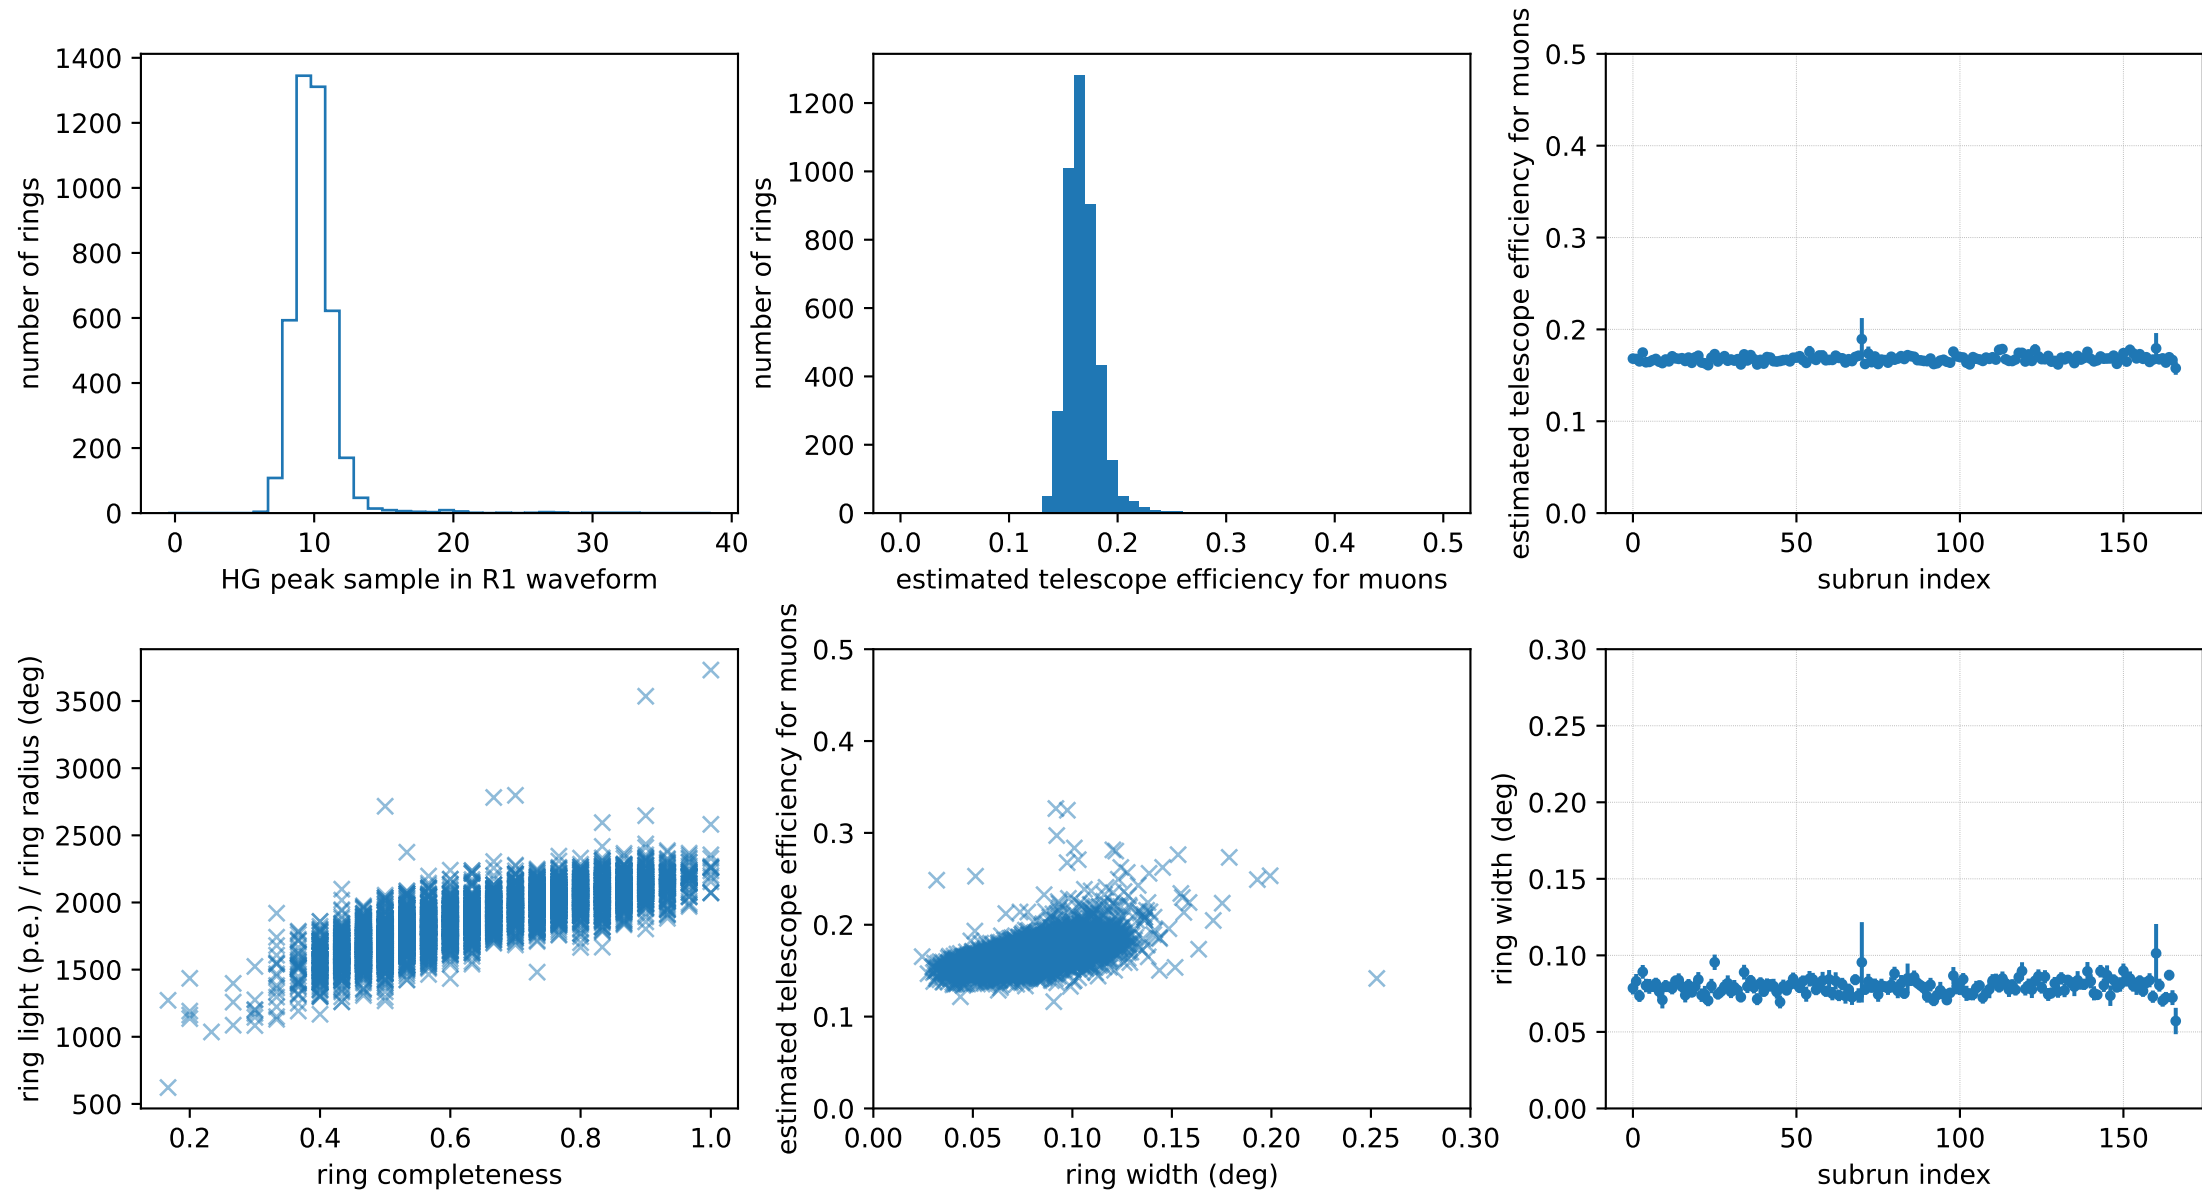 1400
1200
1000
800
600
400
200
0
number of rings
0 10 20 30 40
HG peak sample in R1 waveform
1200
1000
800
600
400
200
0
number of rings
0.0 0.1 0.2 0.3 0.4 0.5
estimated telescope efficiency for muons
0.5
0.4
0.3
0.2
0.1
0.0
estimated telescope efficiency for muons
0 50 100 150
subrun index
3500
3000
2500
2000
1500
1000
500
ring light (p.e.) / ring radius (deg)
0.2 0.4 0.6 0.8 1.0
ring completeness
0.5
0.4
0.3
0.2
0.1
0.0
estimated telescope efficiency for muons
0.00 0.05 0.10 0.15 0.20 0.25 0.30
ring width (deg)
0.30
0.25
0.20
0.15
0.10
0.05
0.00
ring width (deg)
0 50 100 150
subrun index